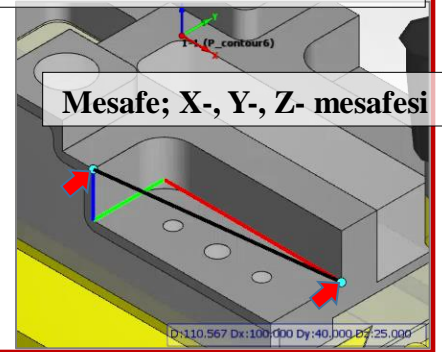 Y
1-1 (P_contour6)
X
Mesafe; X-, Y-, Z- mesafesi
D:110.567 Dx:100.000 Dy:40.000 Dz:25.000